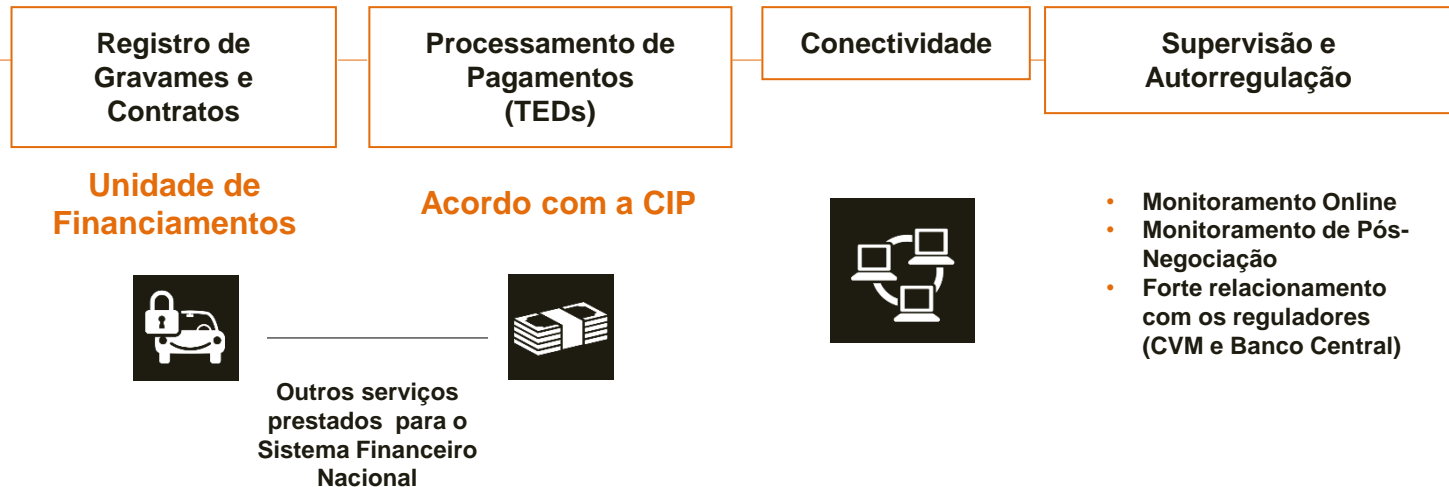 Registro de
Gravames e
Contratos
Processamento de
Pagamentos
(TEDs)
Conectividade
Supervisão e
Autorregulação
Unidade de
Financiamentos
Acordo com a CIP
• Monitoramento Online
• Monitoramento de Pós-
Negociação
• Forte relacionamento
com os reguladores
(CVM e Banco Central)
Outros serviços
prestados para o
Sistema Financeiro
Nacional